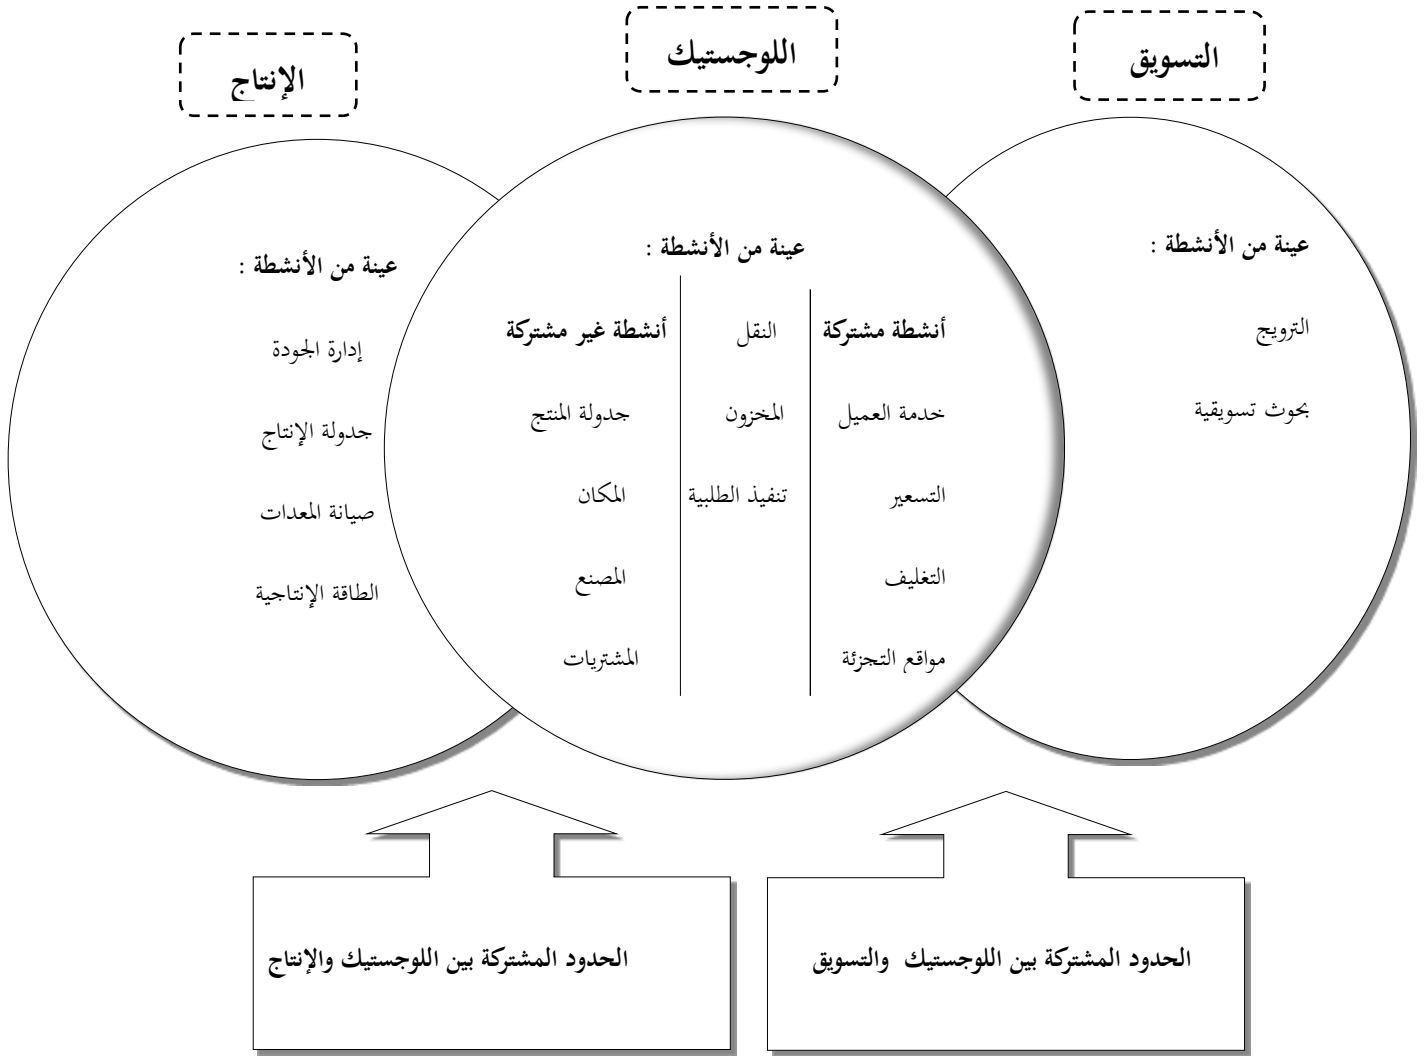 التسويق
اللوجستيك
الإنتاج
عينة من الأنشطة :
الترويج
بحوث تسويقية
عينة من الأنشطة :
أنشطة مشتركة
خدمة العميل
التسعير
التغليف
مواقع التجزئة
النقل
المخزون
تنفيذ الطلبية
أنشطة غير مشتركة
جدولة المنتج
المكان
المصنع
المشتريات
عينة من الأنشطة :
إدارة الجودة
جدولة الإنتاج
صيانة المعدات
الطاقة الإنتاجية
الحدود المشتركة بين اللوجستيك والتسويق
الحدود المشتركة بين اللوجستيك والإنتاج